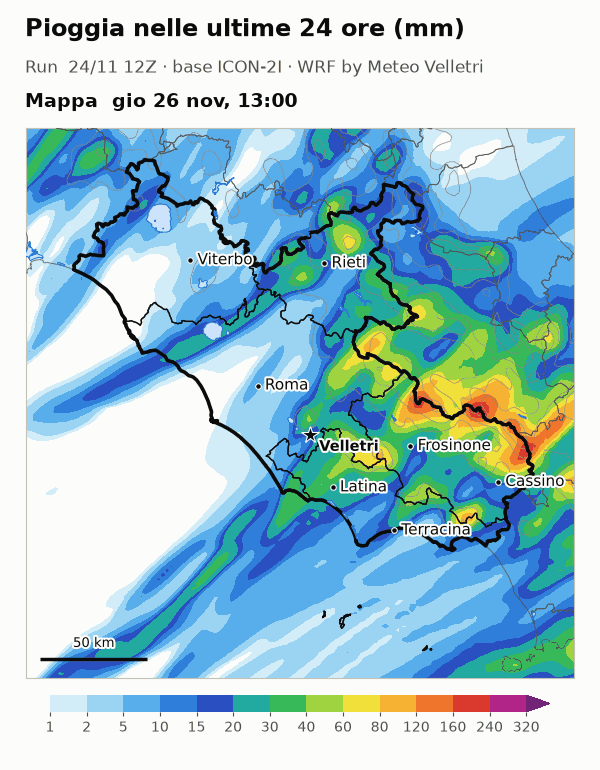 Pioggia nelle ultime 24 ore (mm)
Run  24/11 12Z · base ICON-2I · WRF by Meteo Velletri
Mappa  gio 26 nov, 13:00
Viterbo
Rieti
Roma
Velletri
Frosinone
Cassino
Latina
Terracina
50 km
1 2 5 10 15 20 30 40 60 80 120 160 240 320